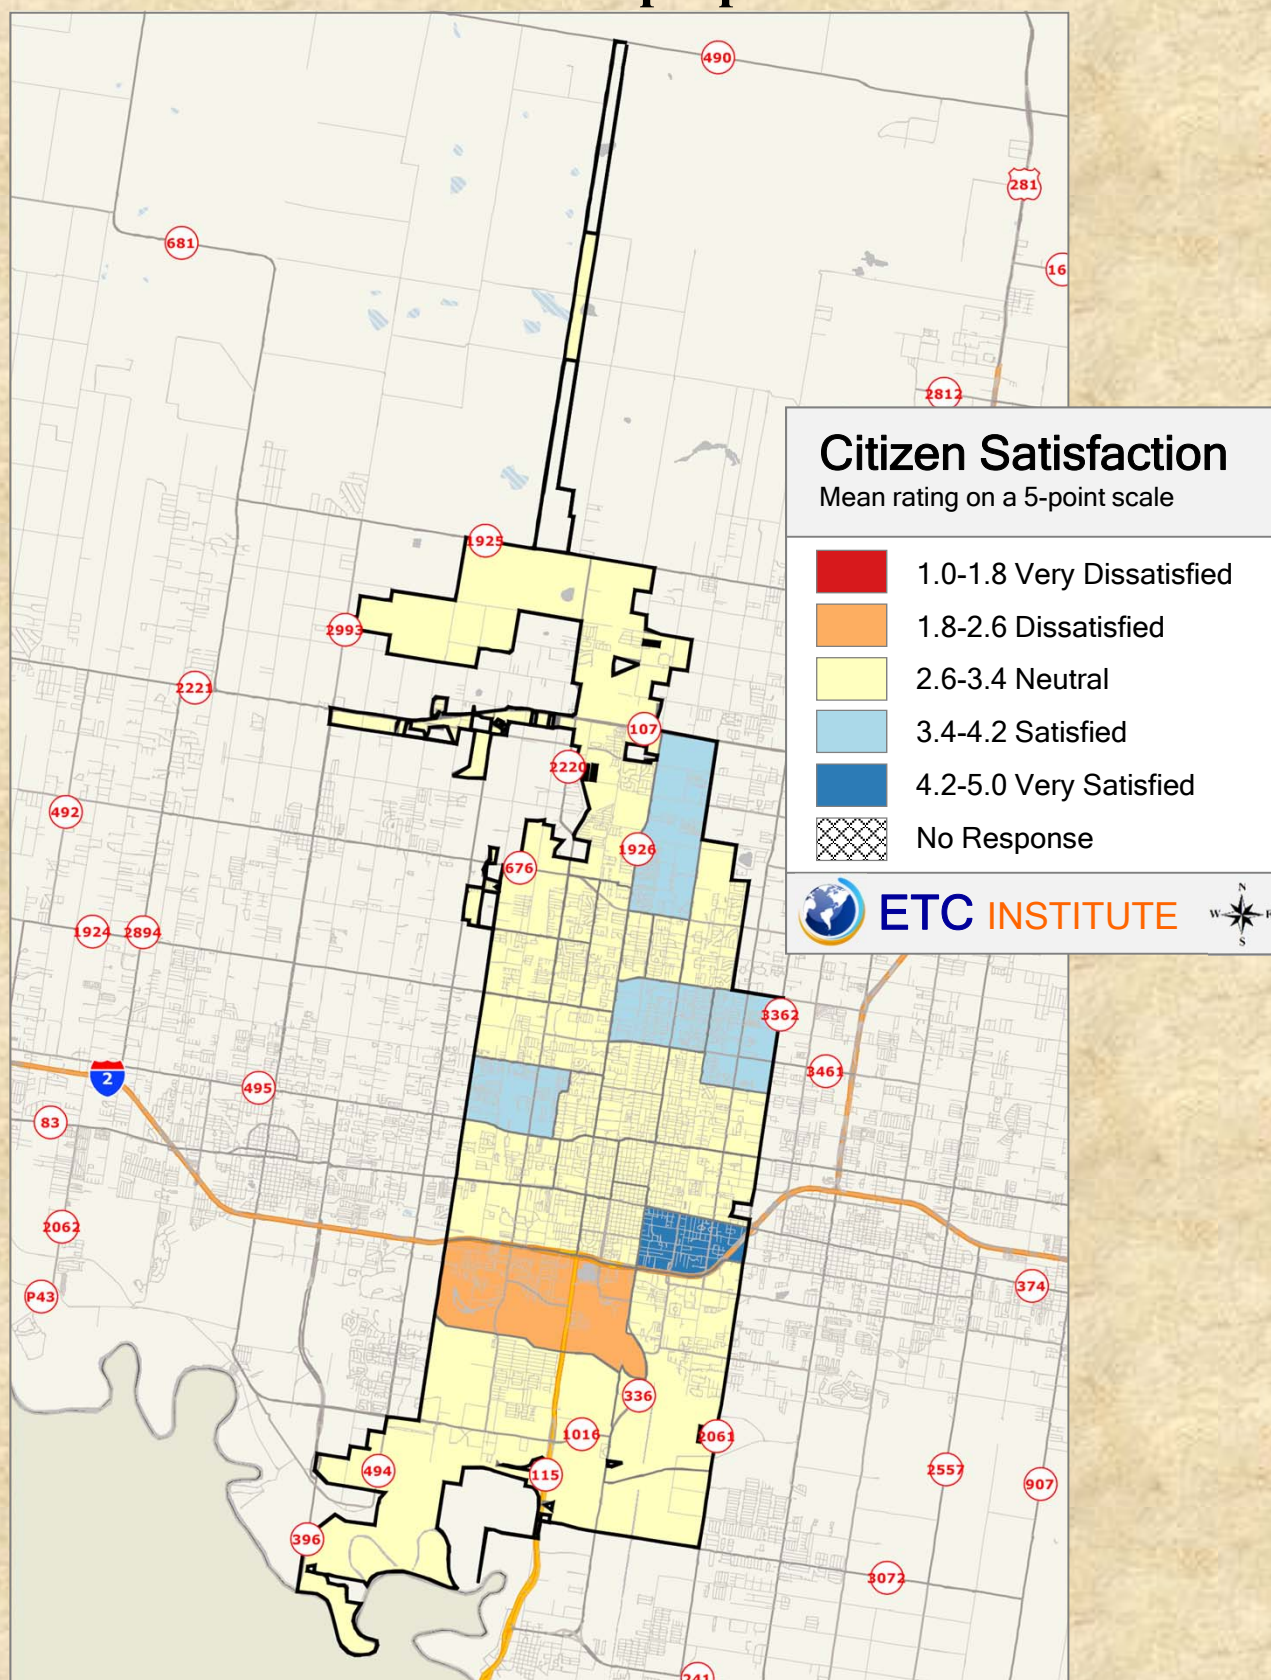 490
281
681
16
2812
Citizen Satisfaction
Mean rating on a 5-point scale
1.0-1.8 Very Dissatisfied
1.8-2.6 Dissatisfied
2.6-3.4 Neutral
3.4-4.2 Satisfied
4.2-5.0 Very Satisfied
No Response
ETC INSTITUTE
N
W
E
S
1925
2993
2221
107
2220
492
1926
676
1924
2894
3362
2
3461
495
83
2062
P43
374
336
1016
2061
494
115
2557
907
396
3072
241